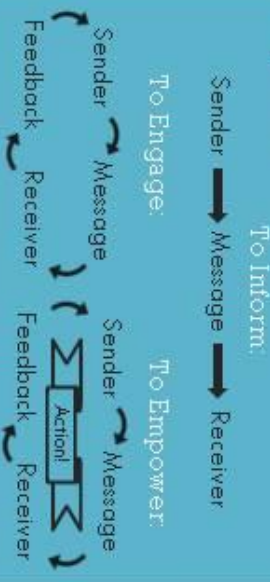 To Inform:
Sender Message Receiver
To Engage:
Sender Message
Feedback Receiver
To Empower:
Sender Message
Action!
Feedback Receiver